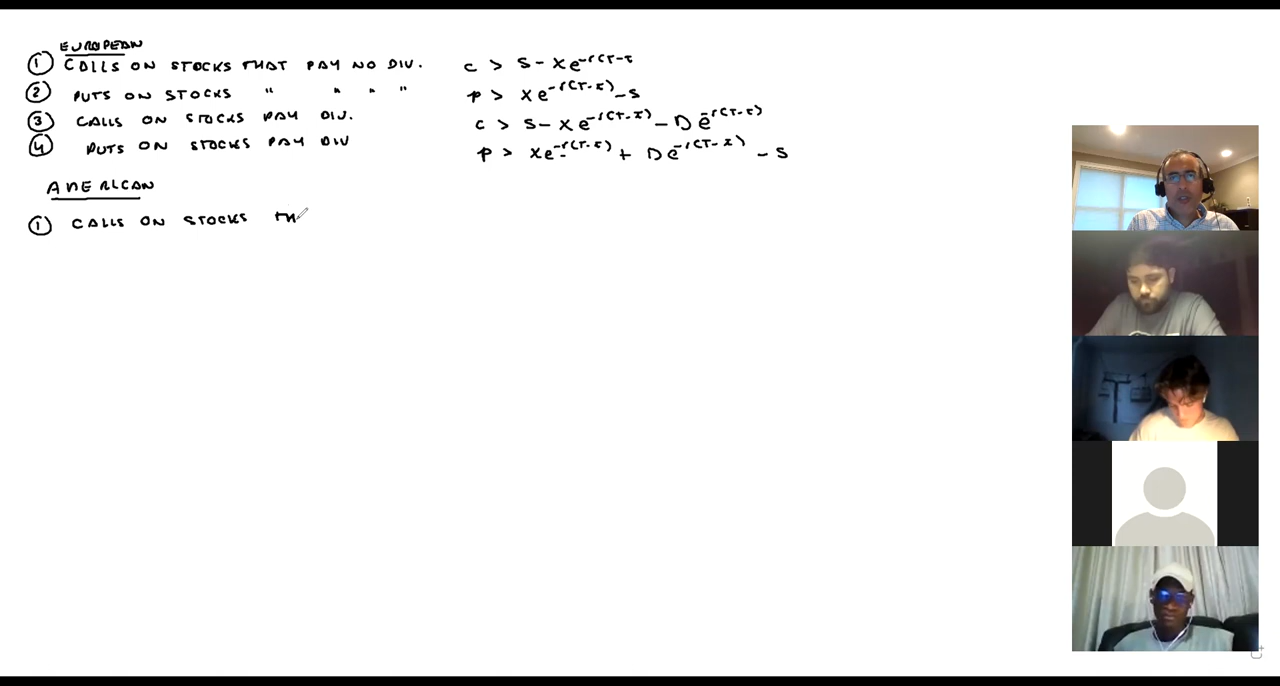 EUROPEAN
① CALLS ON STOCKS THAT PAY NO DIV. c > S - Xe^-r(T-t
② PUTS ON STOCKS " " " " p > Xe^-r(T-t) - S
③ CALLS ON STOCKS PAY DIV. c > S - Xe^-r(T-t) - De^-r(T-t)
④ PUTS ON STOCKS PAY DIV p > Xe^-r(T-t) + De^-r(T-t) - S
AMERICAN
① CALLS ON STOCKS TH